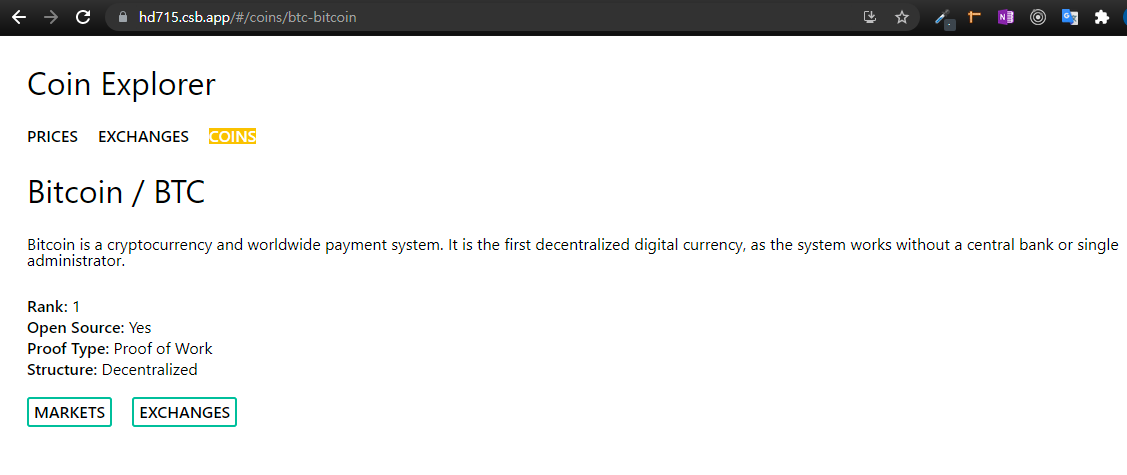 hd715.csb.app/#/coins/btc-bitcoin
Coin Explorer
PRICES EXCHANGES COINS
Bitcoin / BTC
Bitcoin is a cryptocurrency and worldwide payment system. It is the first decentralized digital currency, as the system works without a central bank or single
administrator.
Rank: 1
Open Source: Yes
Proof Type: Proof of Work
Structure: Decentralized
MARKETS EXCHANGES